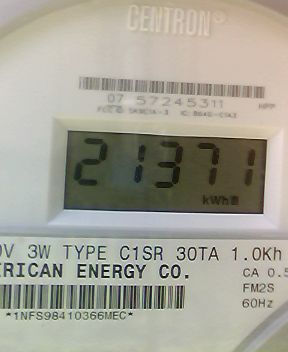 CENTRON®
07 57245311
21371
kWh
0V 3W TYPE C1SR 30TA 1.0Kh
ERICAN ENERGY CO.
CA 0.5
FM2S
60Hz
*1NFS98410366MEC*